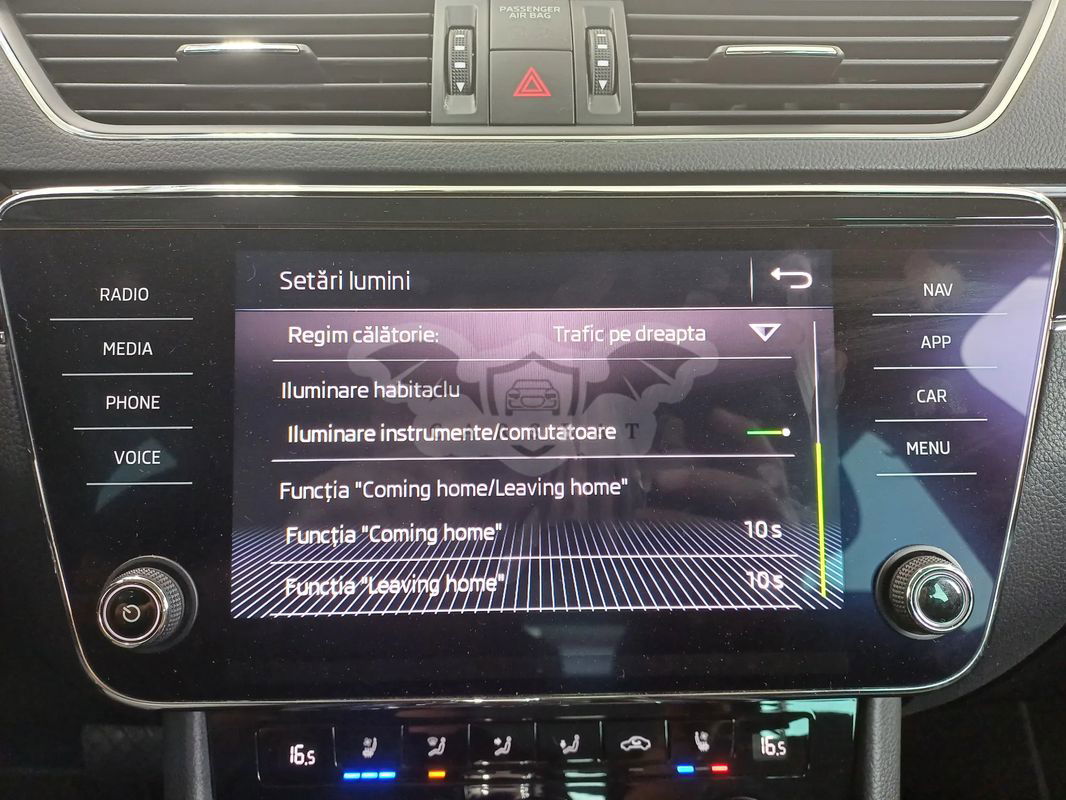 PASSENGER
AIR BAG
RADIO
MEDIA
PHONE
VOICE
Setări lumini
Regim călătorie: Trafic pe dreapta
Iluminare habitaclu
Iluminare instrumente/comutatoare
Funcția "Coming home/Leaving home"
Funcția "Coming home" 10 s
Funcția "Leaving home" 10 s
NAV
APP
CAR
MENU
16.5
16.5